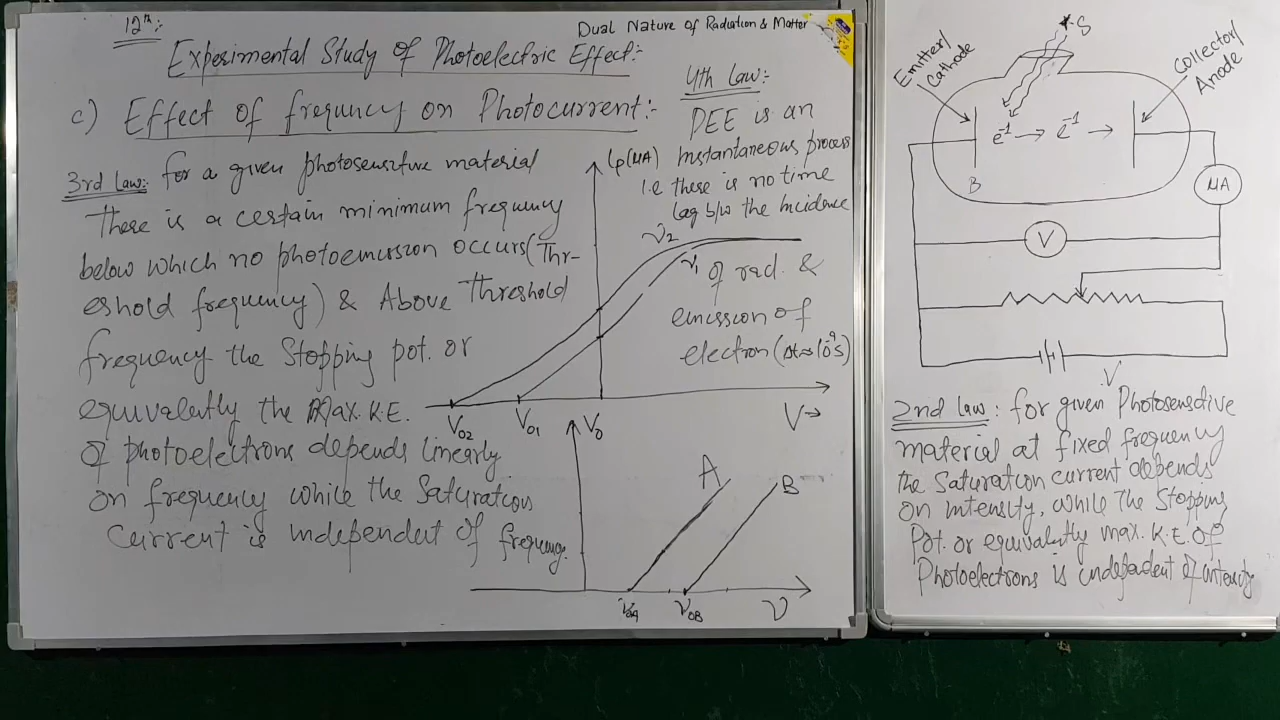 12th:
Dual Nature of Radiation & Matter
Experimental Study of Photoelectric Effect:-
c) Effect of frequncy on Photocurrent:-
3rd Law: for a given photosensitive material
there is a certain minimum frequency
below which no photoemission occurs (Thr-
eshold frequency) & Above Threshold
frequency the Stopping pot. or
equivalently the Max. K.E.
of photoelectrons depends linearly
on frequency while the Saturation
Current is independent of frequency.
4th Law:-
PEE is an
Instantaneous process
i.e there is no time
lag b/w the Incidence
of rad. &
emission of
electron (Δt≈10⁻⁹S)
Ip(μA)
ν2
ν1
V02
V01
V→
V0
A
B
ν0A
ν0B
ν
S
Emitter/
Cathode
Collector/
Anode
e⁻¹ → e⁻¹ →
B
μA
V
V
2nd law: for given Photosensitive
material at fixed frequency
the Saturation current depends
on intensity, while the Stopping
Pot. or equivalently max. K.E. of
Photoelectrons is independent of intensity